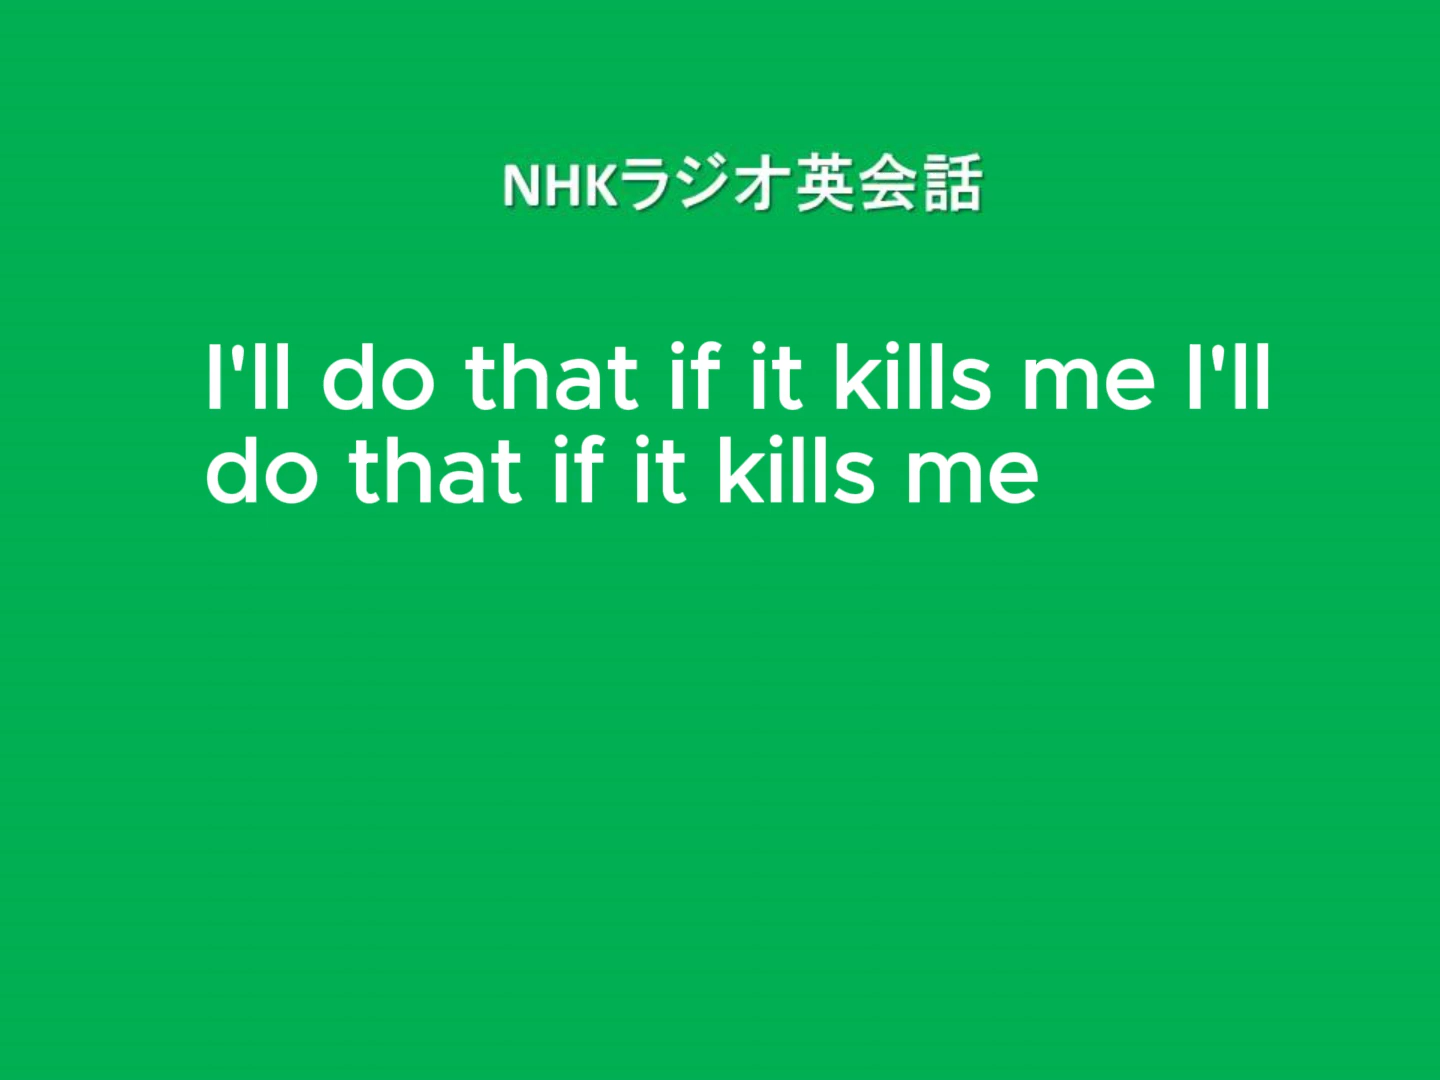 NHKラジオ英会話
I'll do that if it kills me I'll
do that if it kills me